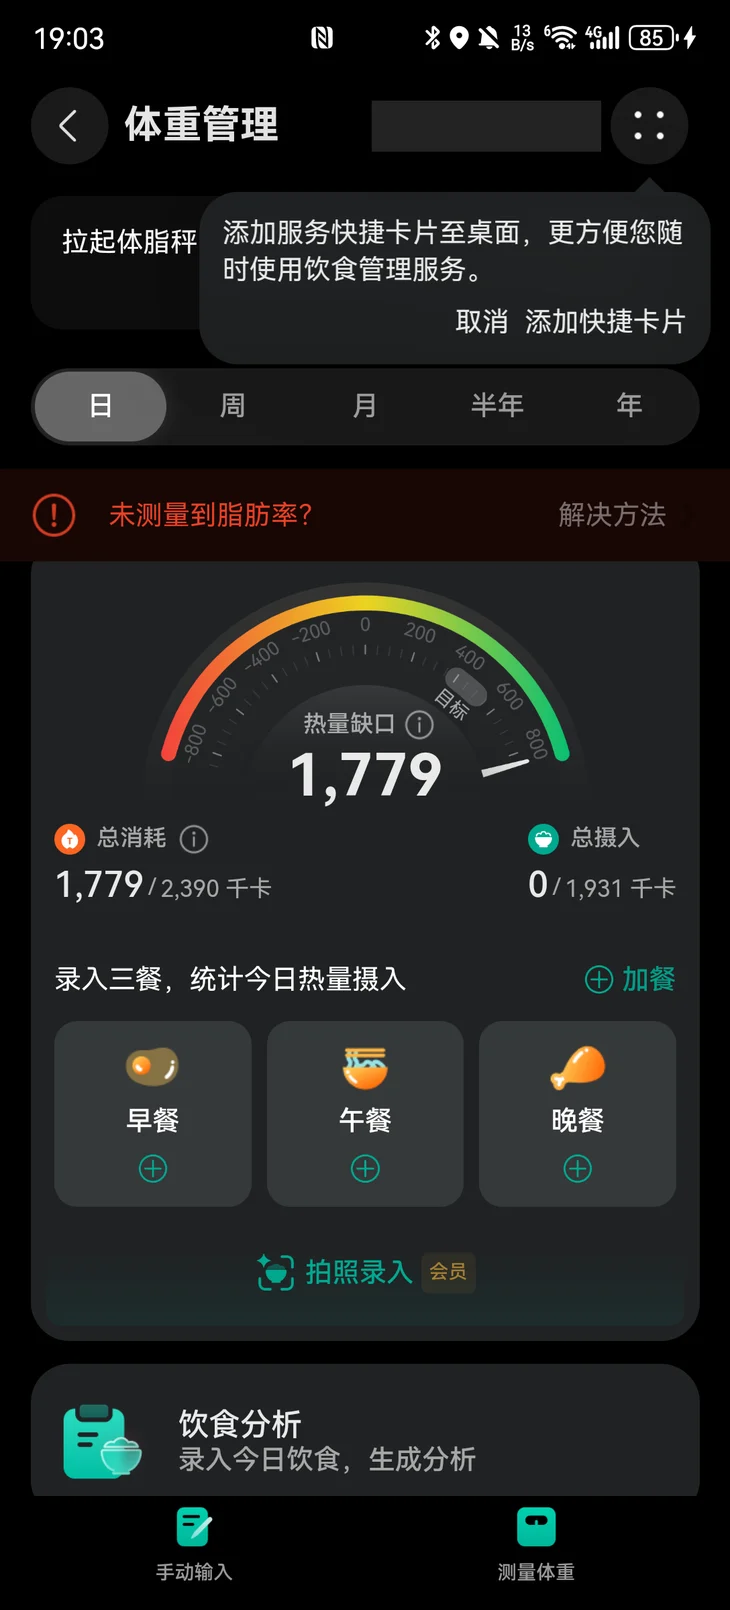 19:03
13
B/s
6
4G
85
体重管理
拉起体脂秤
添加服务快捷卡片至桌面，更方便您随
时使用饮食管理服务。
取消 添加快捷卡片
日 周 月 半年 年
未测量到脂肪率？ 解决方法
-800 -600 -400 -200 0 200 400 600 800
目标
热量缺口
1,779
总消耗
1,779/2,390 千卡
总摄入
0/1,931 千卡
录入三餐，统计今日热量摄入 加餐
早餐 午餐 晚餐
拍照录入 会员
饮食分析
录入今日饮食，生成分析
手动输入 测量体重